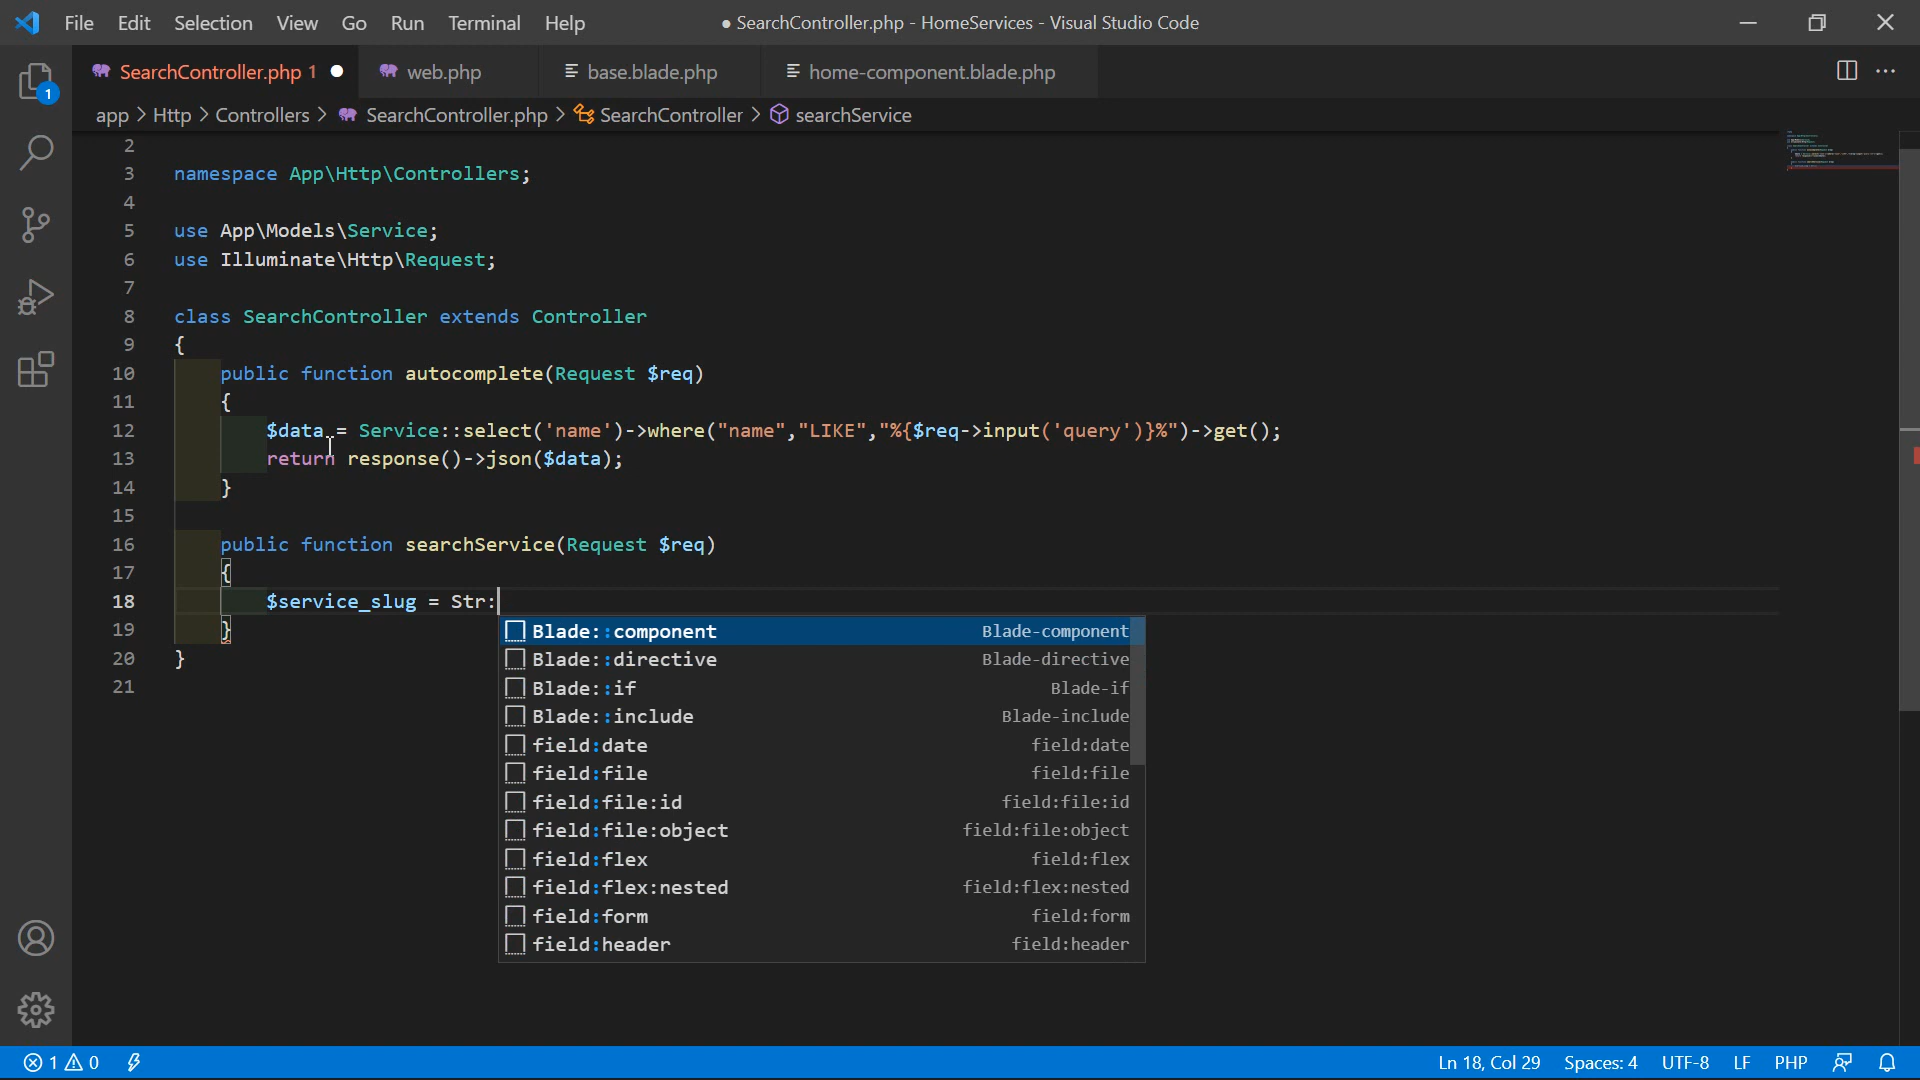 File Edit Selection View Go Run Terminal Help ● SearchController.php - HomeServices - Visual Studio Code
SearchController.php 1 ● web.php base.blade.php home-component.blade.php
app > Http > Controllers > SearchController.php > SearchController > searchService
1
2
3 namespace App\Http\Controllers;
4
5 use App\Models\Service;
6 use Illuminate\Http\Request;
7
8 class SearchController extends Controller
9 {
10 public function autocomplete(Request $req)
11 {
12 $data = Service::select('name')->where("name","LIKE","%{$req->input('query')}%")->get();
13 return response()->json($data);
14 }
15
16 public function searchService(Request $req)
17 {
18 $service_slug = Str:
19 }
20 }
21
Blade::component Blade-component
Blade::directive Blade-directive
Blade::if Blade-if
Blade::include Blade-include
field:date field:date
field:file field:file
field:file:id field:file:id
field:file:object field:file:object
field:flex field:flex
field:flex:nested field:flex:nested
field:form field:form
field:header field:header
1 0 Ln 18, Col 29 Spaces: 4 UTF-8 LF PHP